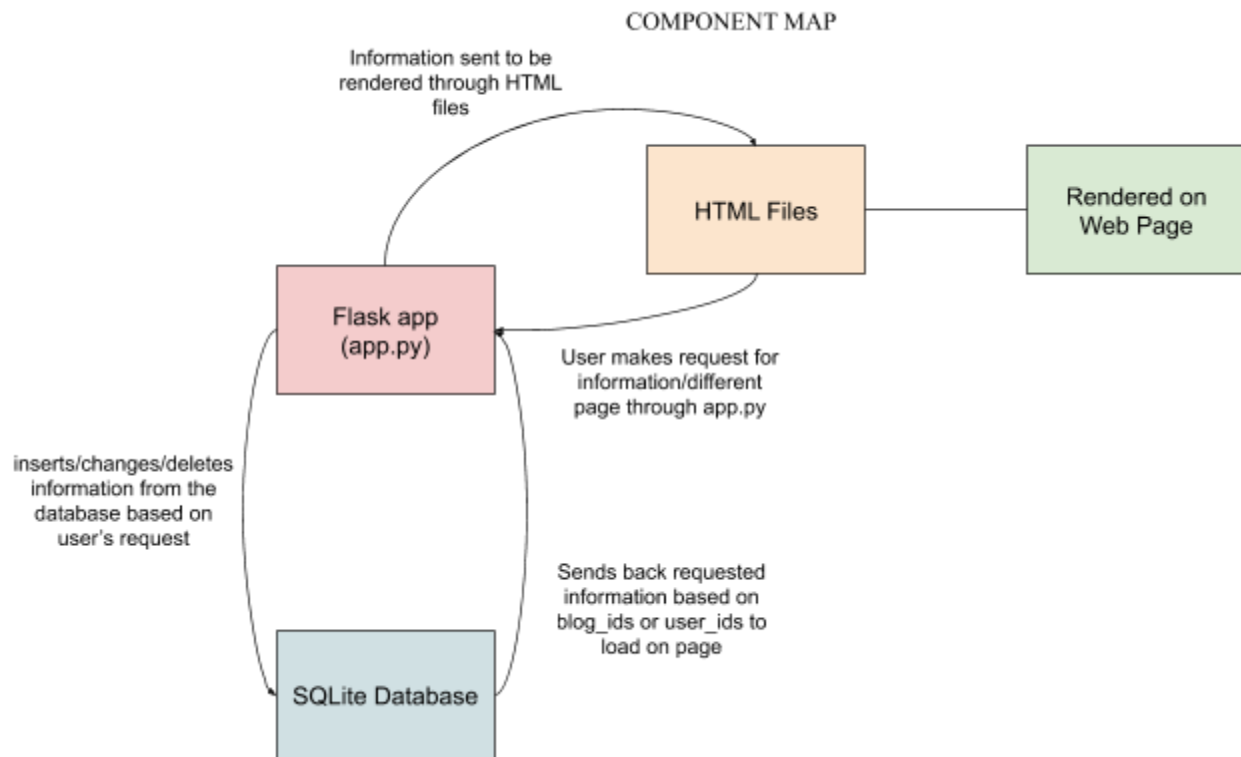 COMPONENT MAP
Information sent to be
rendered through HTML
files
HTML Files
Rendered on
Web Page
Flask app
(app.py)
User makes request for
information/different
page through app.py
inserts/changes/deletes
information from the
database based on
user's request
Sends back requested
information based on
blog_ids or user_ids to
load on page
SQLite Database